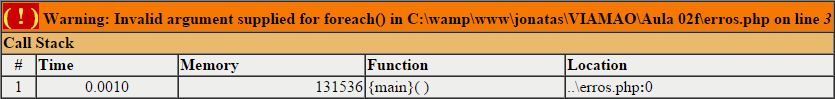 ( ! ) Warning: Invalid argument supplied for foreach() in C:\wamp\www\jonatas\VIAMAO\Aula 02f\erros.php on line 3
Call Stack
# Time Memory Function Location
1 0.0010 131536 {main}( ) ..\erros.php:0